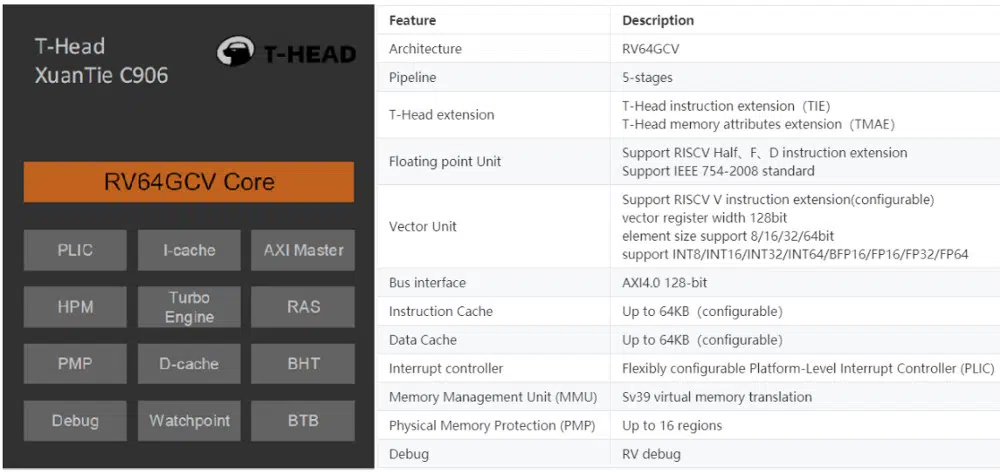 T-Head
XuanTie C906
T-HEAD
RV64GCV Core
PLIC
I-cache
AXI Master
HPM
Turbo
Engine
RAS
PMP
D-cache
BHT
Debug
Watchpoint
BTB
Feature Description
Architecture RV64GCV
Pipeline 5-stages
T-Head extension T-Head instruction extension（TIE）
T-Head memory attributes extension（TMAE）
Floating point Unit Support RISCV Half、F、D instruction extension
Support IEEE 754-2008 standard
Vector Unit Support RISCV V instruction extension(configurable)
vector register width 128bit
element size support 8/16/32/64bit
support INT8/INT16/INT32/INT64/BFP16/FP16/FP32/FP64
Bus interface AXI4.0 128-bit
Instruction Cache Up to 64KB（configurable）
Data Cache Up to 64KB（configurable）
Interrupt controller Flexibly configurable Platform-Level Interrupt Controller (PLIC)
Memory Management Unit (MMU) Sv39 virtual memory translation
Physical Memory Protection (PMP) Up to 16 regions
Debug RV debug